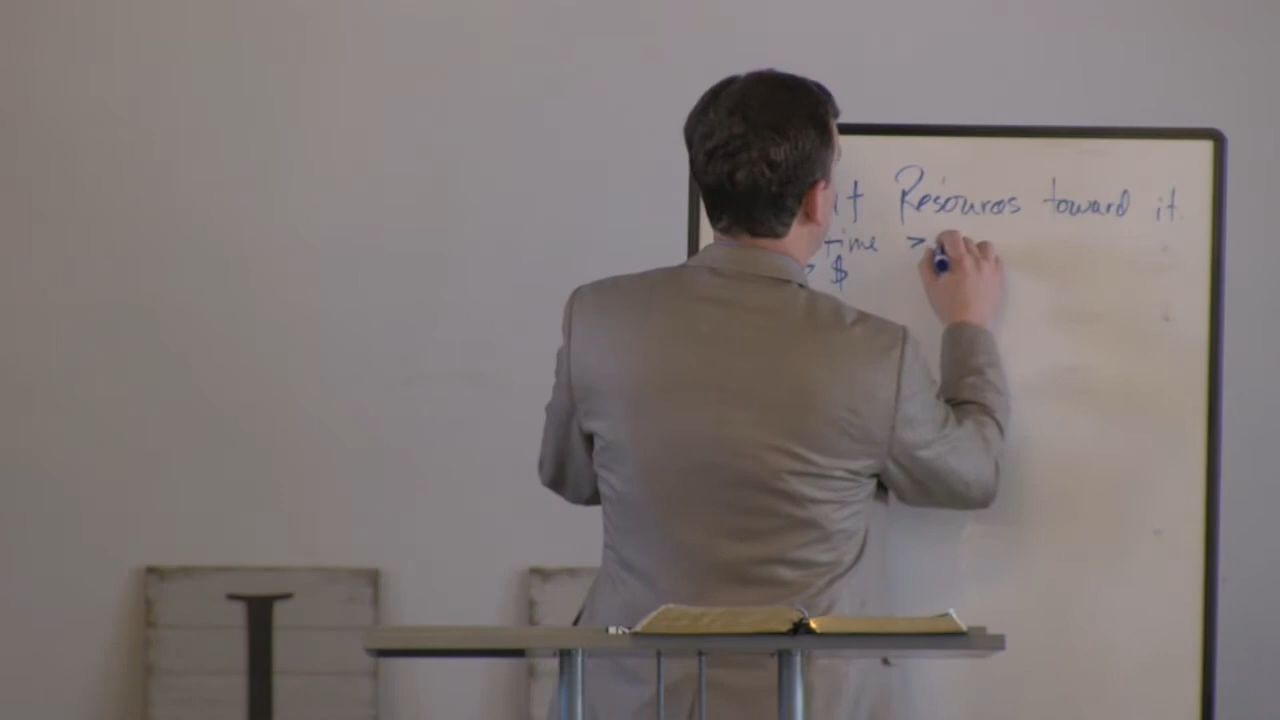 Resources toward it
time >
> $
I